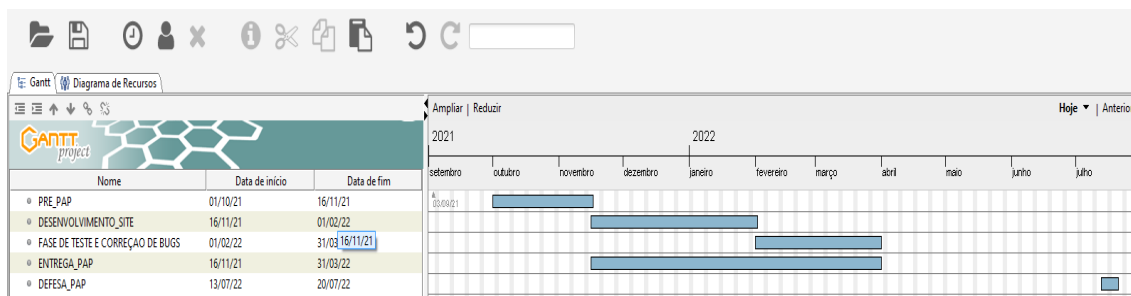 Gantt Diagrama de Recursos
Ampliar | Reduzir Hoje ▼ | Anterio
GANTT project
2021 2022
setembro outubro novembro dezembro janeiro fevereiro março abril maio junho julho
Nome Data de início Data de fim
03/09/21
PRE_PAP 01/10/21 16/11/21
DESENVOLVIMENTO_SITE 16/11/21 01/02/22
FASE DE TESTE E CORREÇAO DE BUGS 01/02/22 31/03 16/11/21
ENTREGA_PAP 16/11/21 31/03/22
DEFESA_PAP 13/07/22 20/07/22